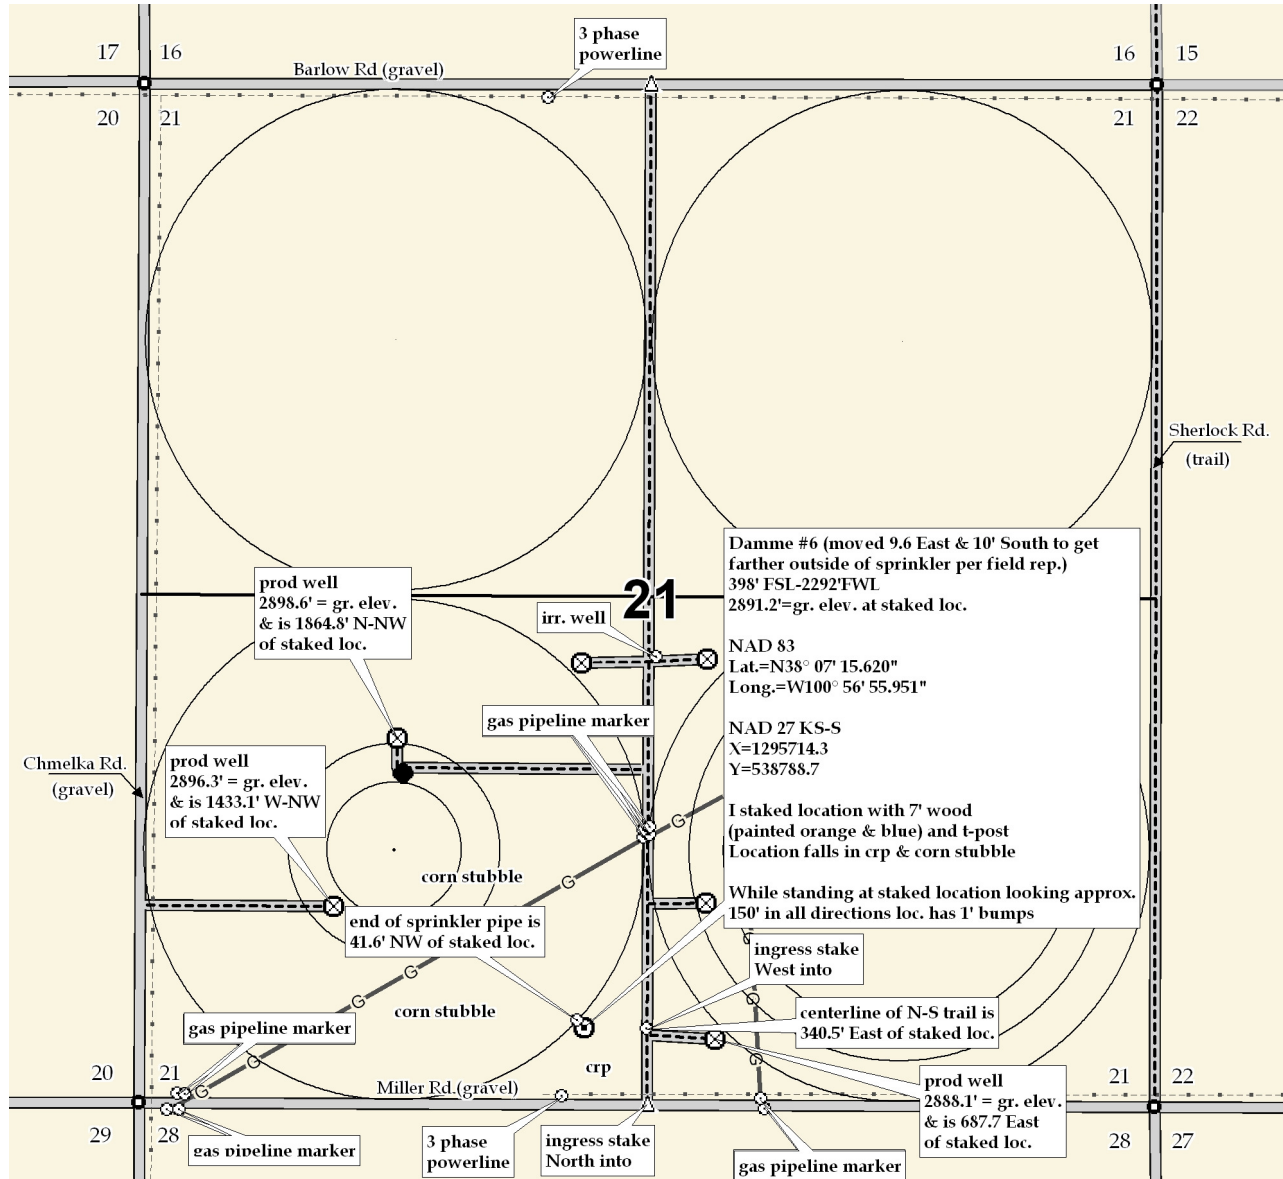 3 phase
powerline
17
16
16
15
Barlow Rd (gravel)
20
21
21
22
Sherlock Rd.
(trail)
Damme #6 (moved 9.6 East & 10' South to get
farther outside of sprinkler per field rep.)
398' FSL-2292'FWL
2891.2'=gr. elev. at staked loc.
NAD 83
Lat.=N38° 07' 15.620"
Long.=W100° 56' 55.951"
NAD 27 KS-S
X=1295714.3
Y=538788.7
I staked location with 7' wood
(painted orange & blue) and t-post
Location falls in crp & corn stubble
While standing at staked location looking approx.
150' in all directions loc. has 1' bumps
prod well
2898.6' = gr. elev.
& is 1864.8' N-NW
of staked loc.
21
irr. well
gas pipeline marker
Chmelka Rd.
(gravel)
prod well
2896.3' = gr. elev.
& is 1433.1' W-NW
of staked loc.
G
corn stubble
G
end of sprinkler pipe is
41.6' NW of staked loc.
G
ingress stake
West into
G
G
G
corn stubble
centerline of N-S trail is
340.5' East of staked loc.
gas pipeline marker
G
G
crp
20
21
G
Miller Rd.(gravel)
prod well
2888.1' = gr. elev.
& is 687.7 East
of staked loc.
21
22
29
28
gas pipeline marker
3 phase
powerline
ingress stake
North into
gas pipeline marker
28
27